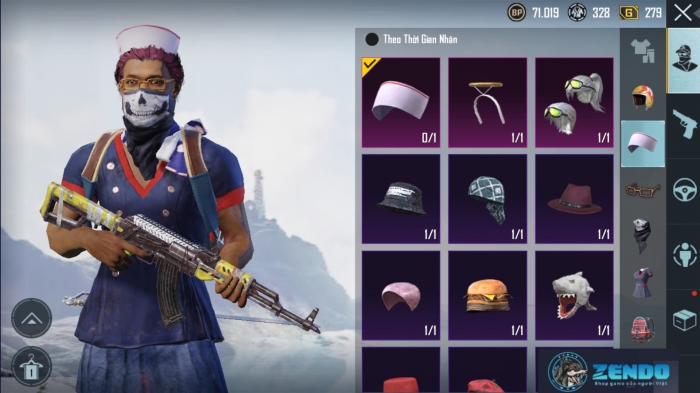 BP 71.019 328 G 279
Theo Thời Gian Nhận
0/1 1/1 1/1
1/1 1/1 1/1
1/1 1/1 1/1
1
ZENDO
Shop game của người Việt